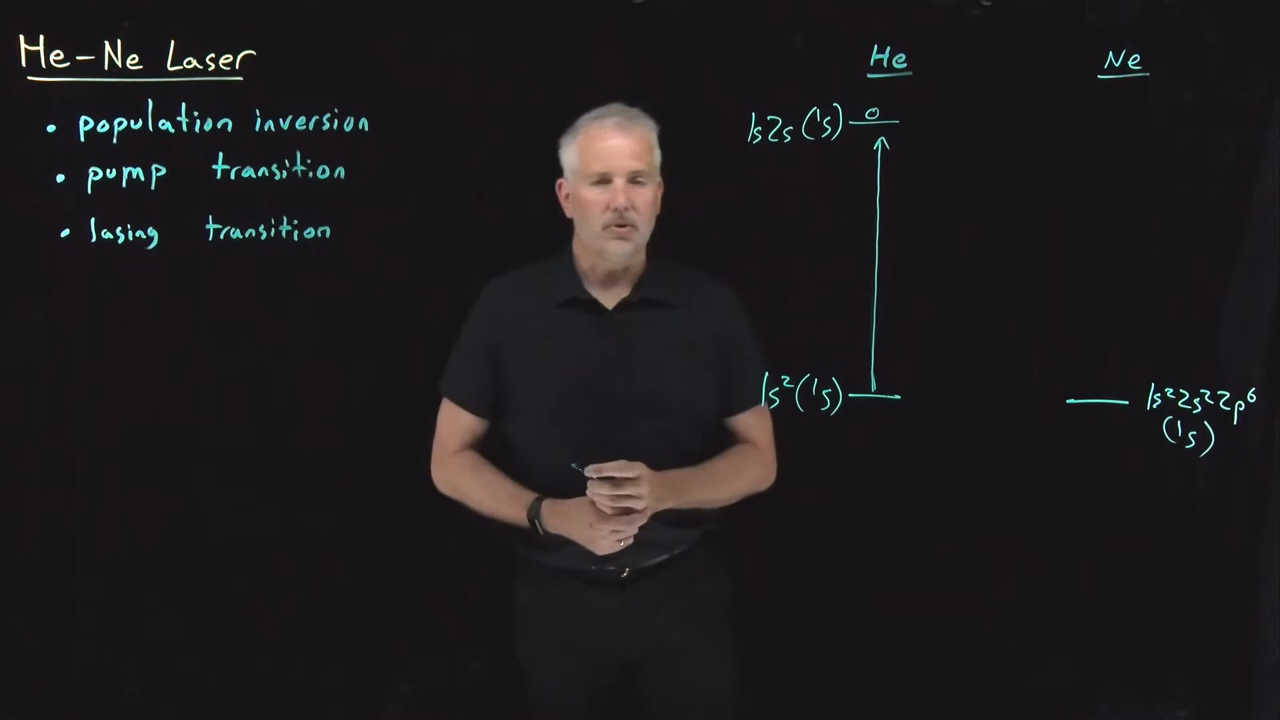 He-Ne Laser
• population inversion
• pump transition
• lasing transition
He
1s2s (¹S) o
1s²(¹S)
Ne
1s²2s²2p⁶
(¹S)